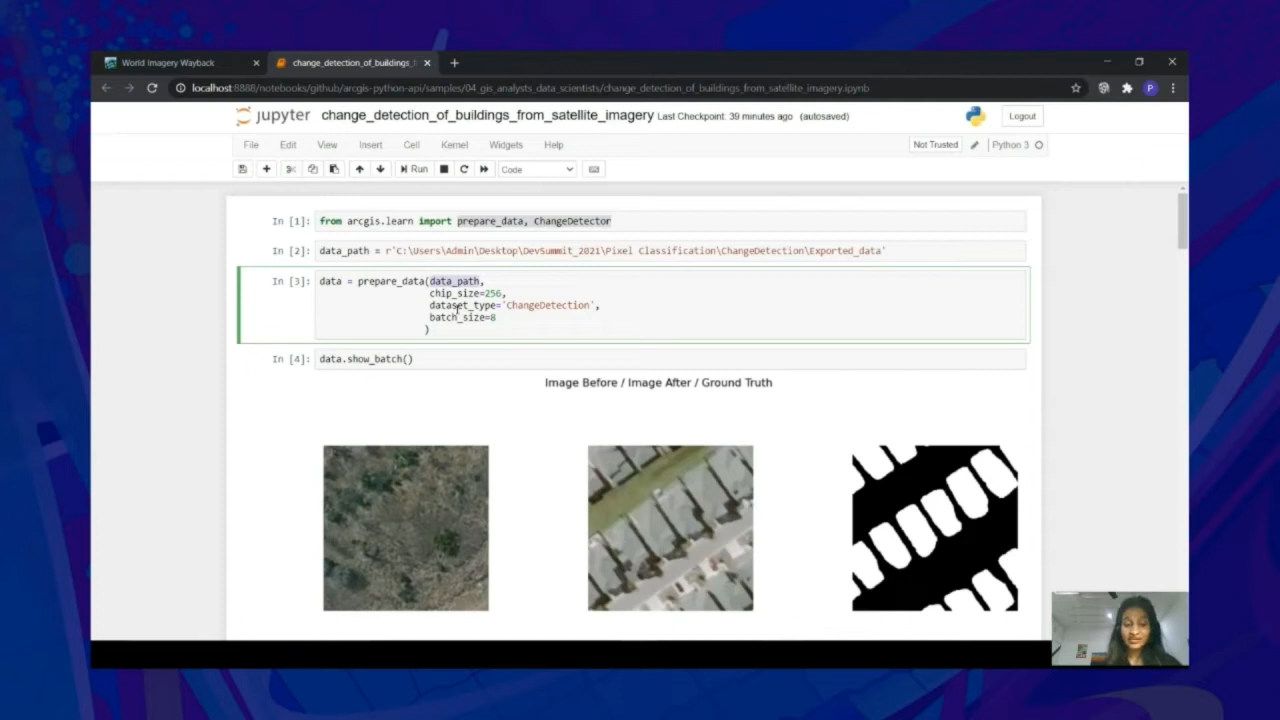 World Imagery Wayback
change_detection_of_buildings_f
localhost:8888/notebooks/github/arcgis-python-api/samples/04_gis_analysts_data_scientists/change_detection_of_buildings_from_satellite_imagery.ipynb
P
jupyter change_detection_of_buildings_from_satellite_imagery Last Checkpoint: 39 minutes ago (autosaved)
Logout
File Edit View Insert Cell Kernel Widgets Help
Not Trusted Python 3
Run Code
In [1]: from arcgis.learn import prepare_data, ChangeDetector
In [2]: data_path = r'C:\Users\Admin\Desktop\DevSummit_2021\Pixel Classification\ChangeDetection\Exported_data'
In [3]: data = prepare_data(data_path,
chip_size=256,
dataset_type='ChangeDetection',
batch_size=8
)
In [4]: data.show_batch()
Image Before / Image After / Ground Truth